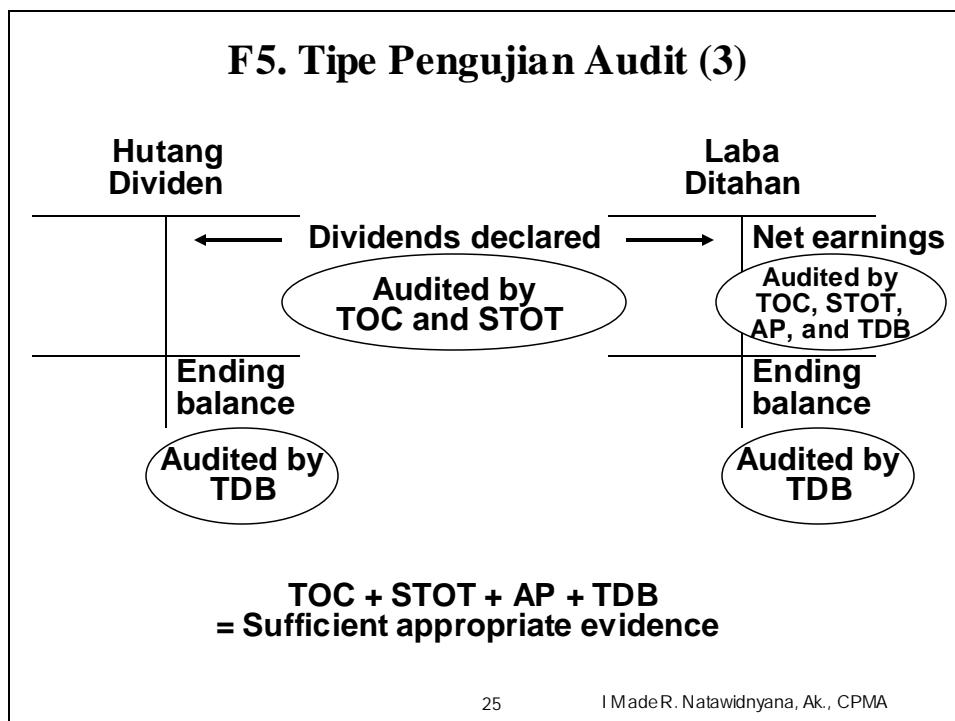 F5. Tipe Pengujian Audit (3)
Hutang
Dividen
Laba
Ditahan
Dividends declared
Net earnings
Audited by
TOC and STOT
Audited by
TOC, STOT,
AP, and TDB
Ending
balance
Ending
balance
Audited by
TDB
Audited by
TDB
TOC + STOT + AP + TDB
= Sufficient appropriate evidence
25
I Made R. Natawidnyana, Ak., CPMA